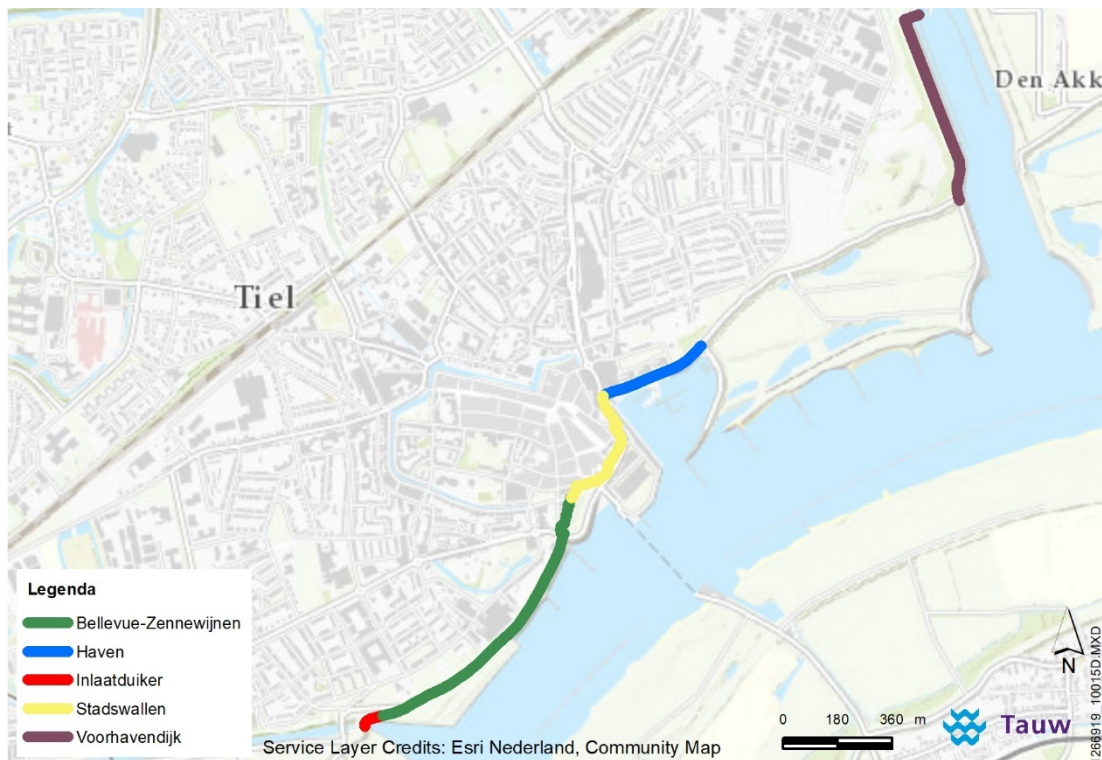 Den Akk
Tiel
Legenda
Bellevue-Zennewijnen
Haven
Inlaatduiker
Stadswallen
Voorhavendijk
Service Layer Credits: Esri Nederland, Community Map
0 180 360 m
N
Tauw
266919_10015D.MXD